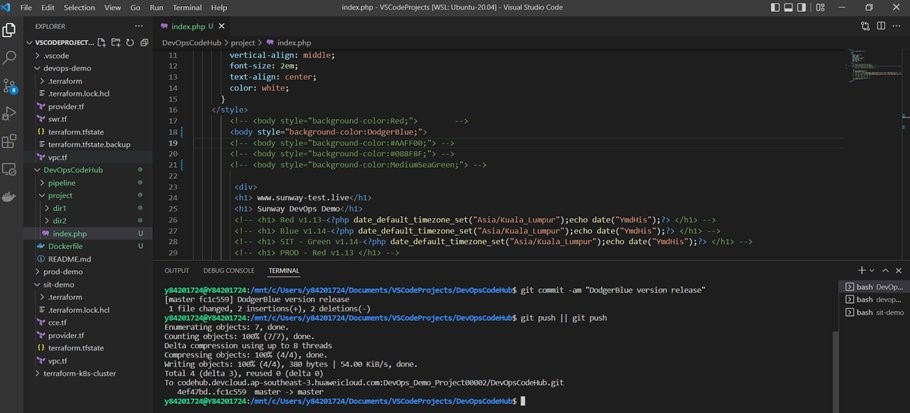 File Edit Selection View Go Run Terminal Help
index.php - VSCodeProjects [WSL: Ubuntu-20.04] - Visual Studio Code
EXPLORER
VSCODEPROJECT...
.vscode
devops-demo
.terraform
.terraform.lock.hcl
provider.tf
swr.tf
terraform.tfstate
terraform.tfstate.backup
vpc.tf
DevOpsCodeHub
pipeline
project
dir1
dir2
index.php U
Dockerfile U
README.md
prod-demo
sit-demo
.terraform
.terraform.lock.hcl
cce.tf
provider.tf
terraform.tfstate
vpc.tf
terraform-k8s-cluster
index.php U
DevOpsCodeHub > project > index.php
11 vertical-align: middle;
12 font-size: 2em;
13 text-align: center;
14 color: white;
15 }
16 </style>
17 <!-- <body style="background-color:Red;"> -->
18 <body style="background-color:DodgerBlue;">
19 <!-- <body style="background-color:#AAFF00;"> -->
20 <!-- <body style="background-color:#088F8F;"> -->
21 <!-- <body style="background-color:MediumSeaGreen;"> -->
22
23 <div>
24 <h1> www.sunway-test.live</h1>
25 <h1> Sunway DevOps Demo</h1>
26 <!-- <h1> Red v1.13-<?php date_default_timezone_set("Asia/Kuala_Lumpur");echo date("YmdHis");?> </h1> -->
27 <!-- <h1> Blue v1.14-<?php date_default_timezone_set("Asia/Kuala_Lumpur");echo date("YmdHis");?> </h1> -->
28 <!-- <h1> SIT - Green v1.14-<?php date_default_timezone_set("Asia/Kuala_Lumpur");echo date("YmdHis");?> </h1> -->
29 <!-- <h1> PROD - Red v1.13 </h1> -->
OUTPUT DEBUG CONSOLE TERMINAL
y84201724@Y84201724:/mnt/c/Users/y84201724/Documents/VSCodeProjects/DevOpsCodeHub$ git commit -am "DodgerBlue version release"
[master fc1c559] DodgerBlue version release
1 file changed, 2 insertions(+), 2 deletions(-)
y84201724@Y84201724:/mnt/c/Users/y84201724/Documents/VSCodeProjects/DevOpsCodeHub$ git push || git push
Enumerating objects: 7, done.
Counting objects: 100% (7/7), done.
Delta compression using up to 8 threads
Compressing objects: 100% (4/4), done.
Writing objects: 100% (4/4), 380 bytes | 54.00 KiB/s, done.
Total 4 (delta 3), reused 0 (delta 0)
To codehub.devcloud.ap-southeast-3.huaweicloud.com:DevOps_Demo_Project00002/DevOpsCodeHub.git
4ef47bd..fc1c559 master -> master
y84201724@Y84201724:/mnt/c/Users/y84201724/Documents/VSCodeProjects/DevOpsCodeHub$
bash DevOp...
bash devop...
bash sit-demo